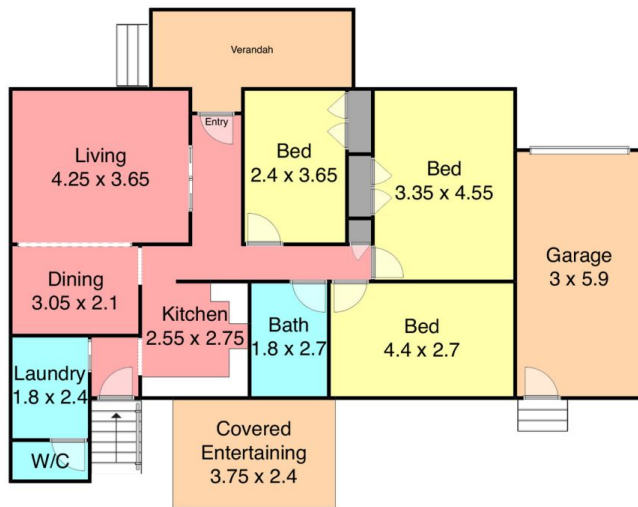 Verandah
Entry
Living
4.25 x 3.65
Bed
2.4 x 3.65
Bed
3.35 x 4.55
Garage
3 x 5.9
Dining
3.05 x 2.1
Kitchen
2.55 x 2.75
Bath
1.8 x 2.7
Bed
4.4 x 2.7
Laundry
1.8 x 2.4
W/C
Covered
Entertaining
3.75 x 2.4